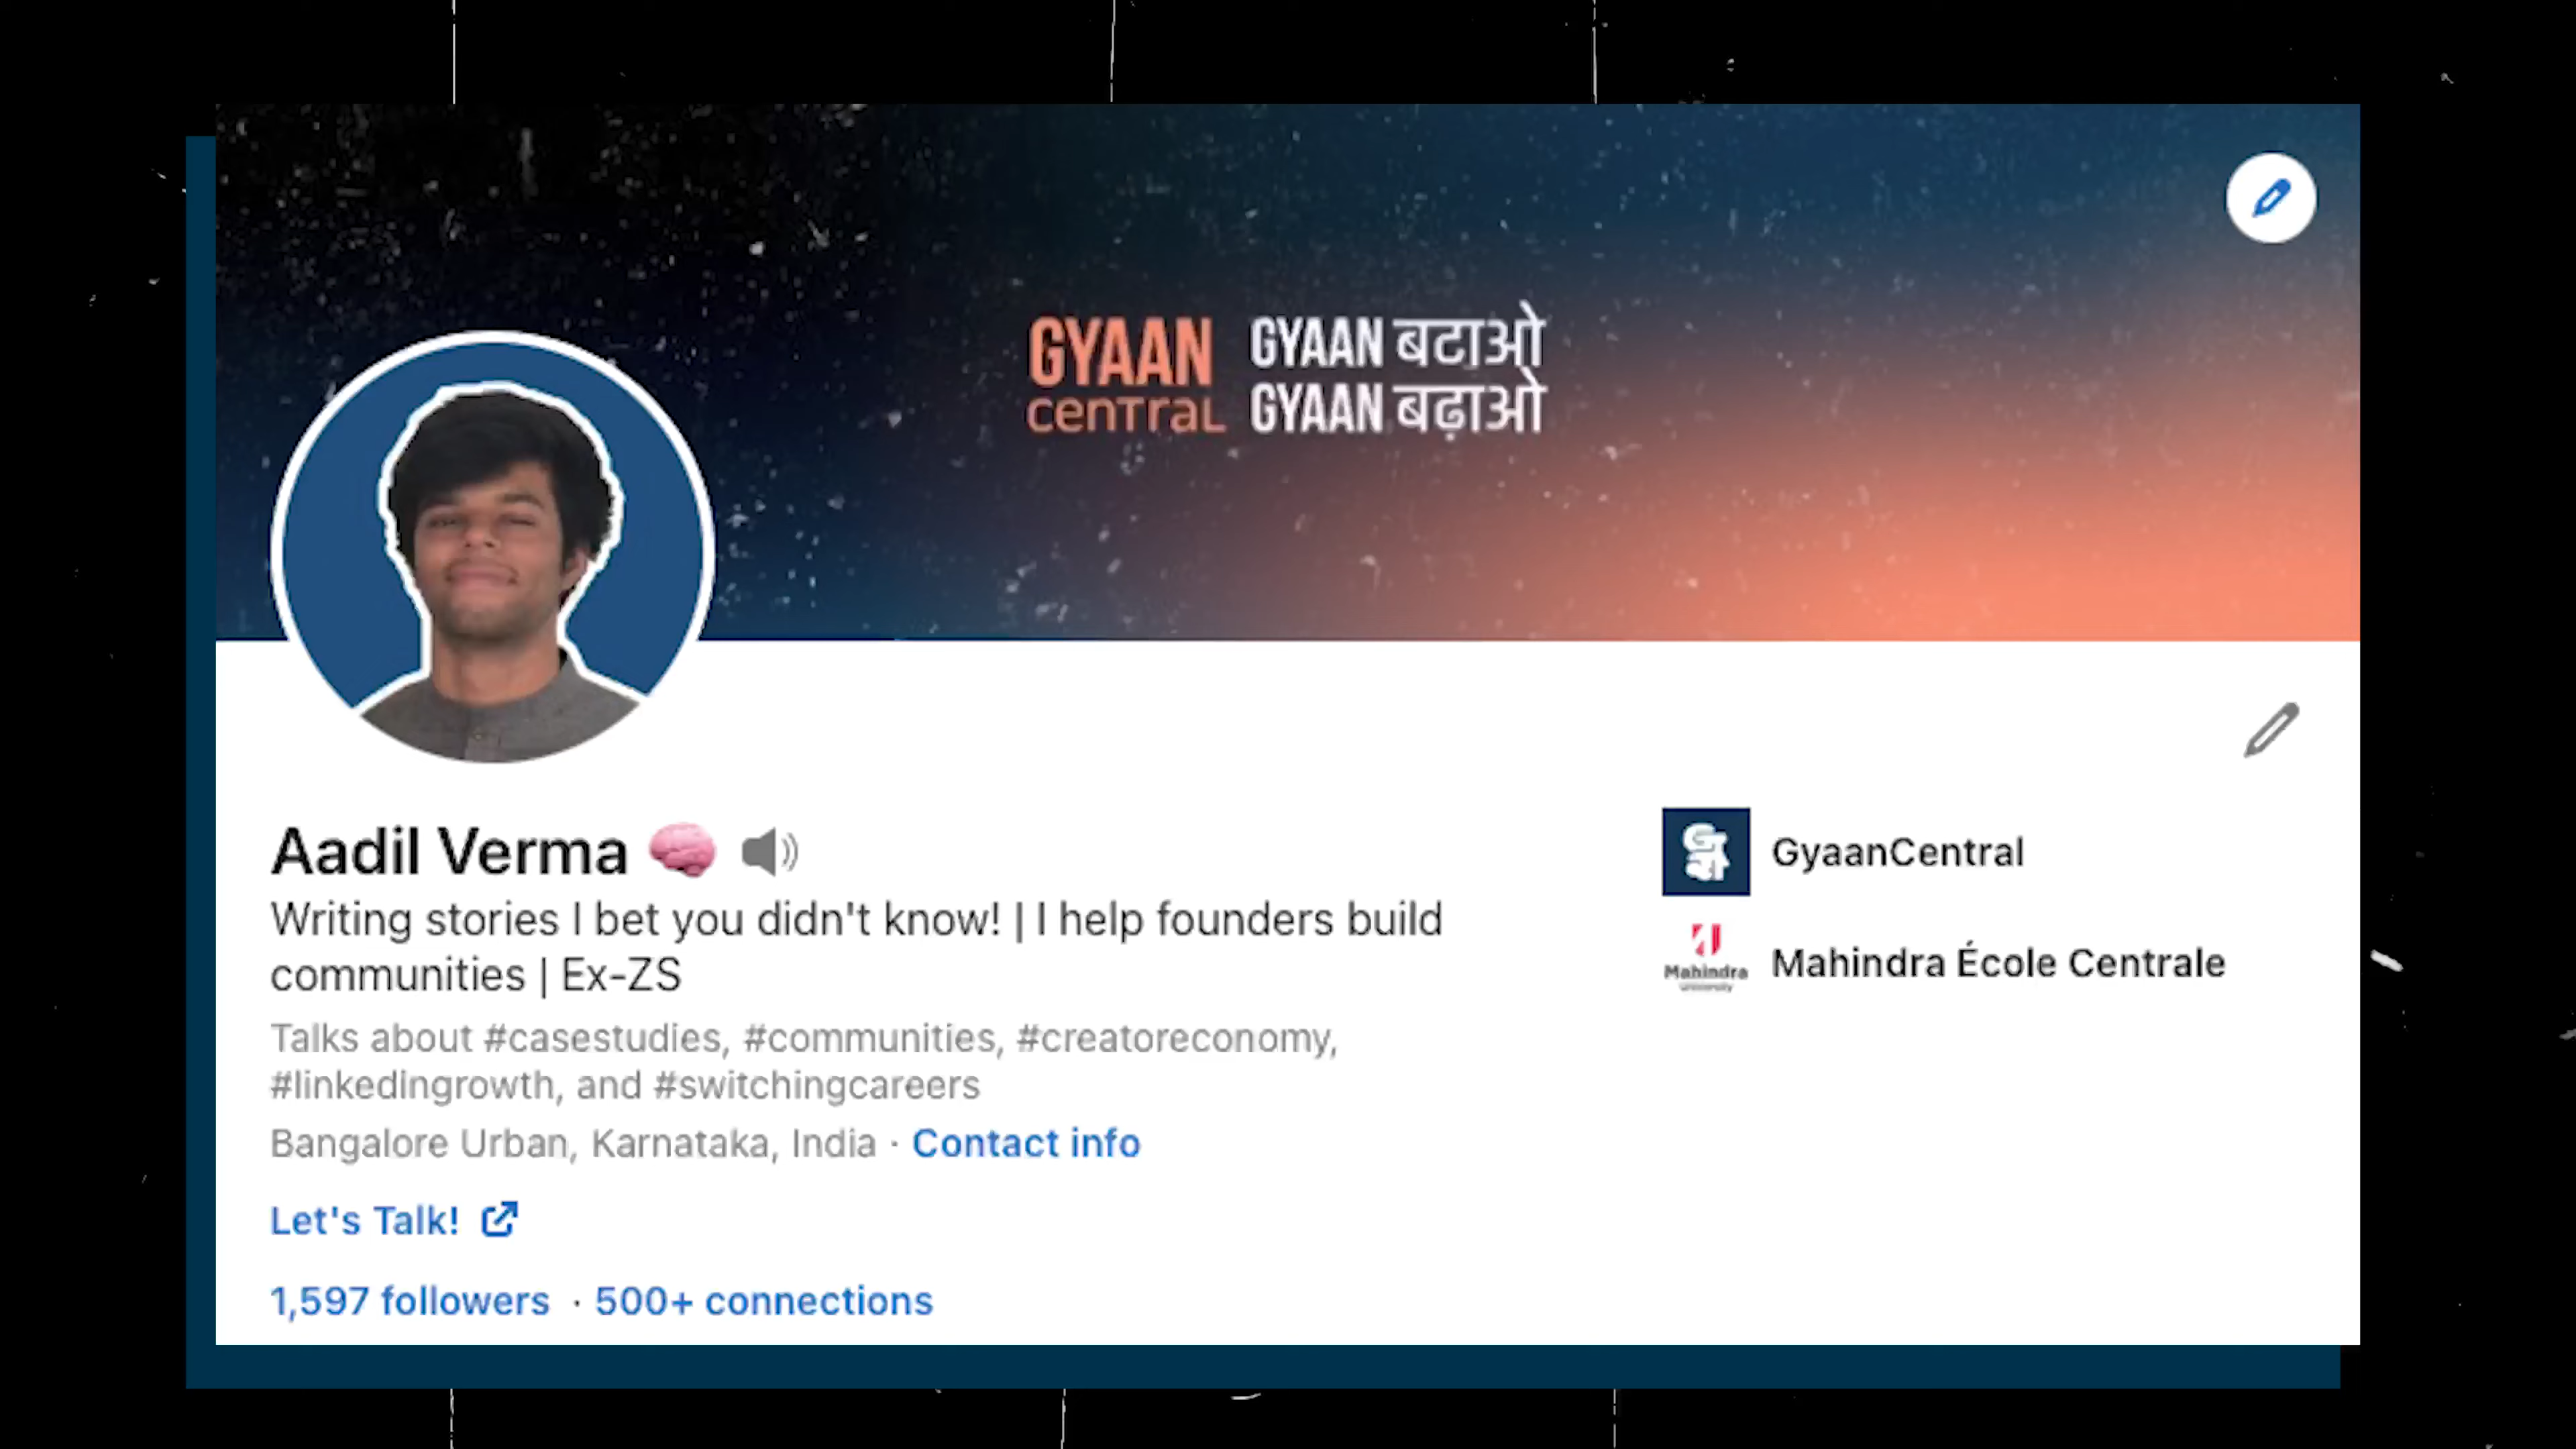 GYAAN
CENTRAL
GYAAN बटाओ
GYAAN बढ़ाओ
Aadil Verma
Writing stories I bet you didn't know! | I help founders build
communities | Ex-ZS
Talks about #casestudies, #communities, #creatoreconomy,
#linkedingrowth, and #switchingcareers
Bangalore Urban, Karnataka, India · Contact info
Let's Talk!
1,597 followers · 500+ connections
GyaanCentral
Mahindra
University
Mahindra École Centrale